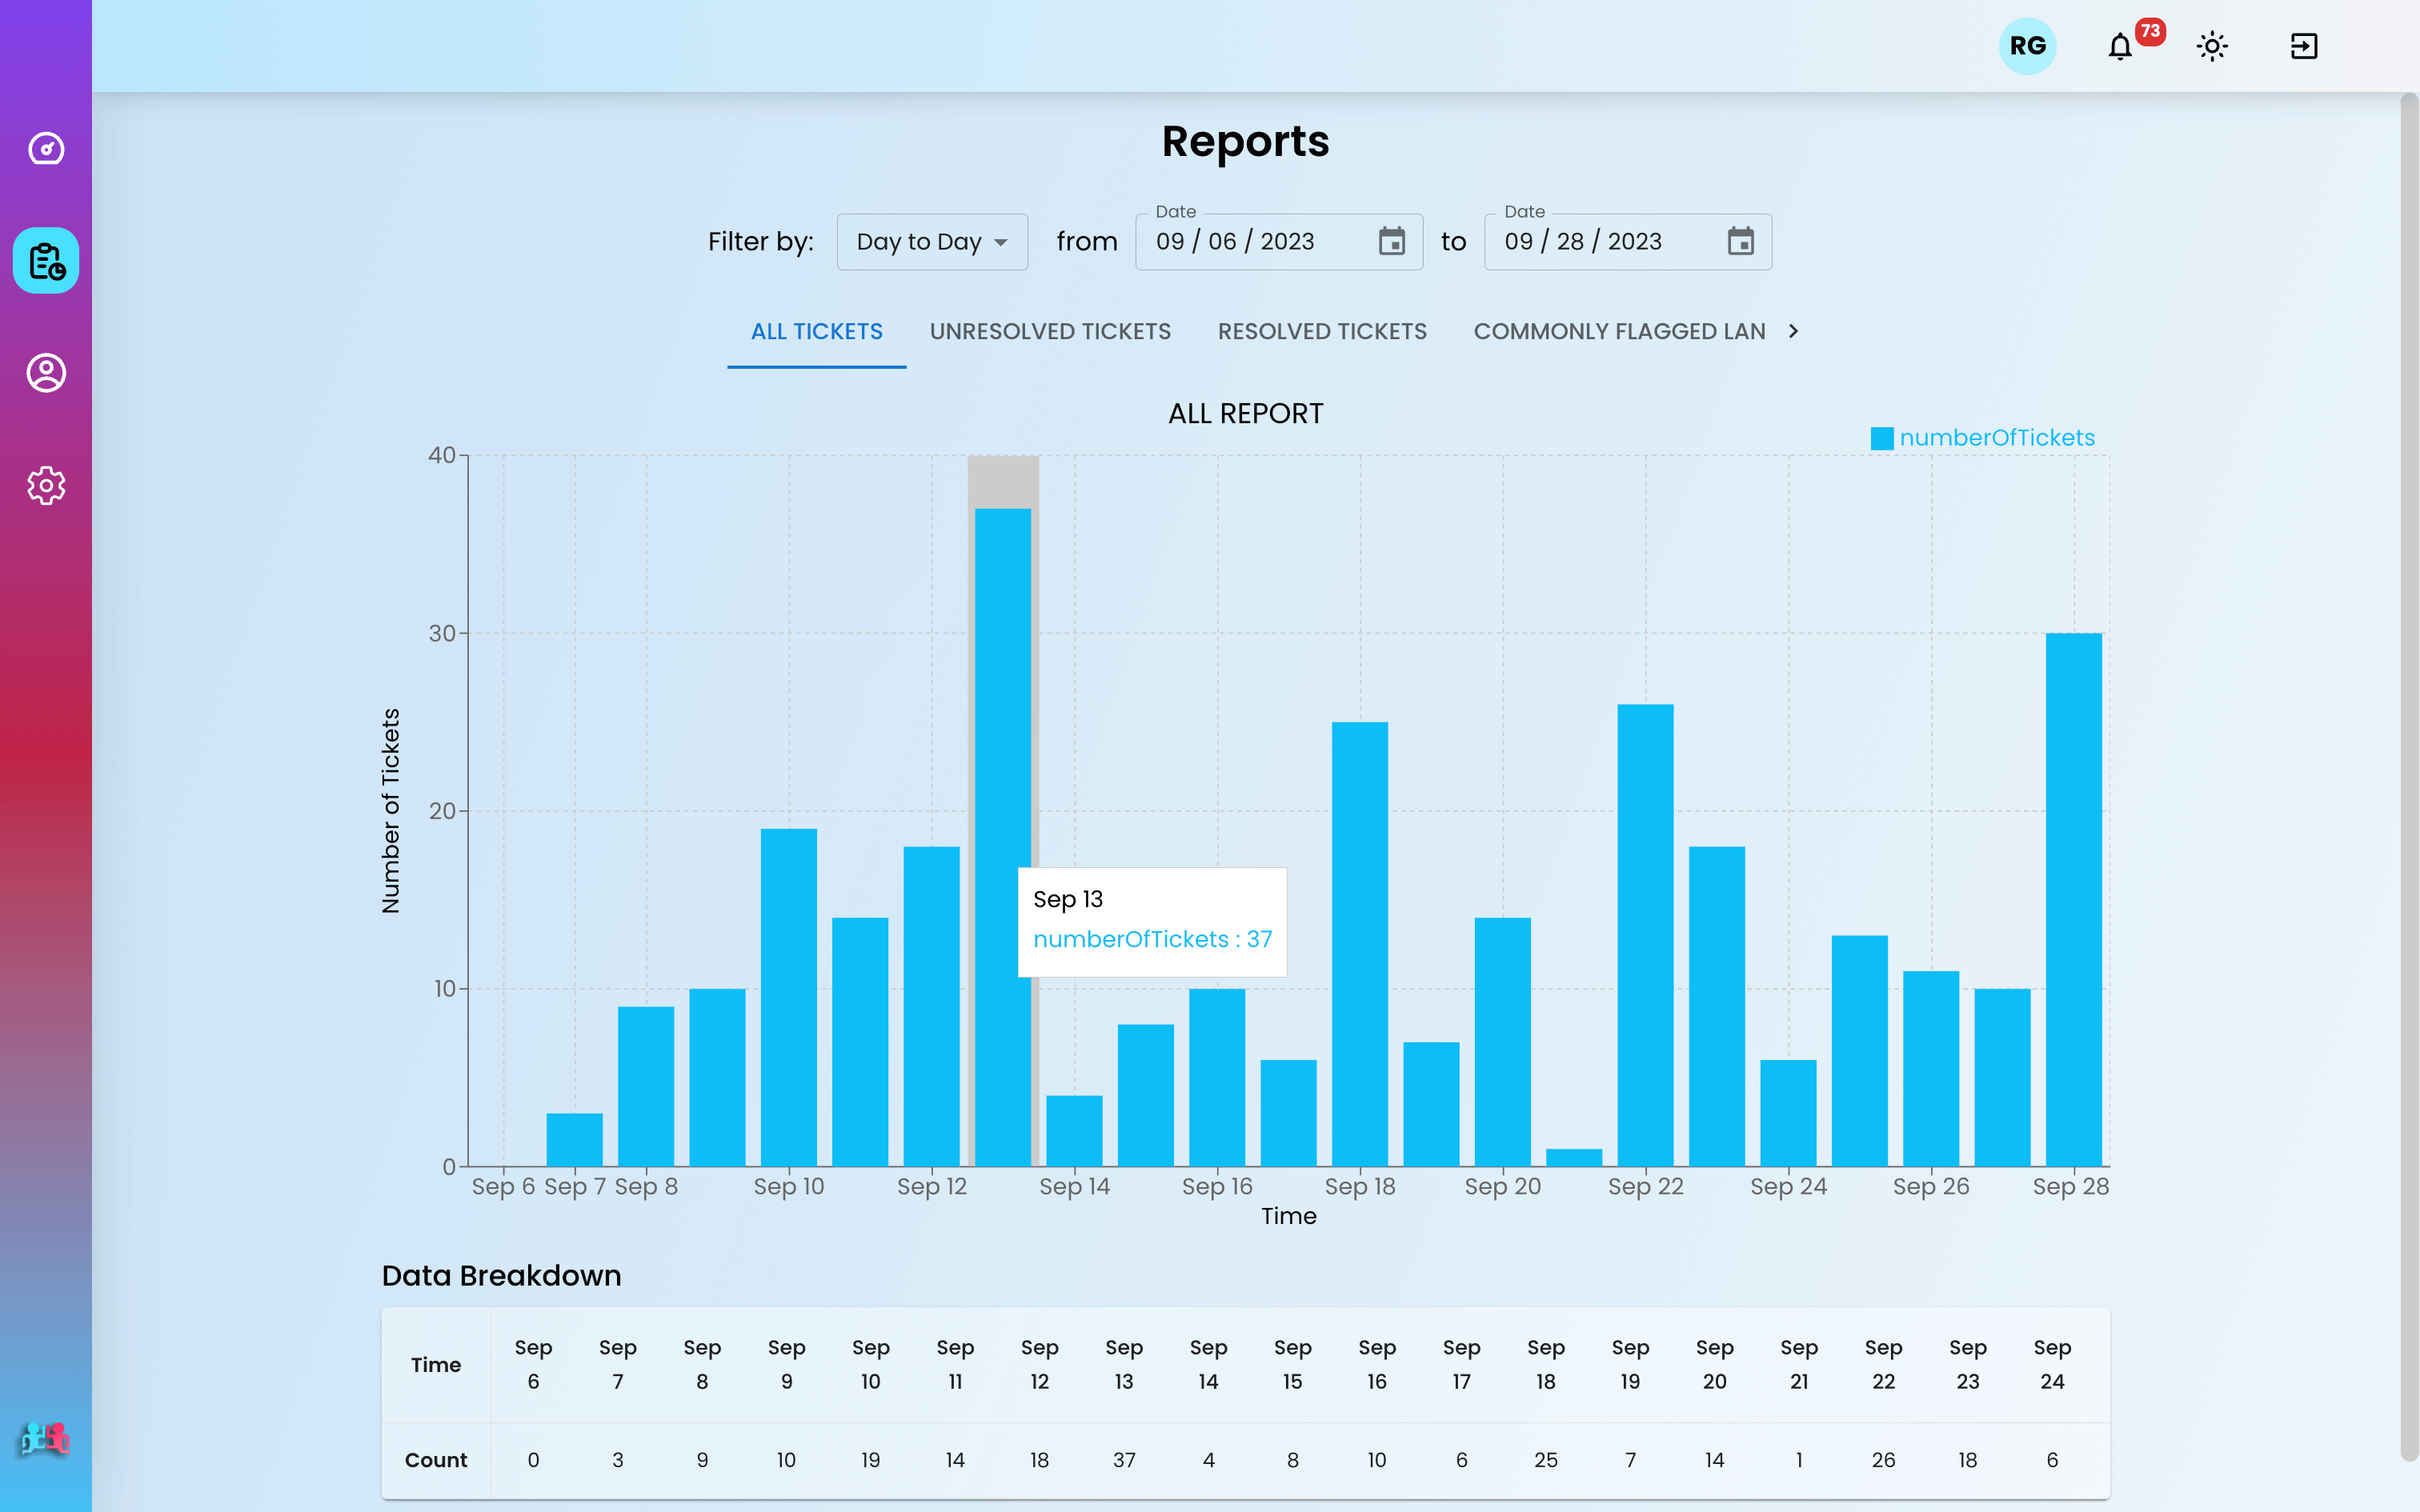 RG
73
Reports
Filter by: Day to Day from Date 09 / 06 / 2023 to Date 09 / 28 / 2023
ALL TICKETS UNRESOLVED TICKETS RESOLVED TICKETS COMMONLY FLAGGED LAN
ALL REPORT
numberOfTickets
40
30
20
10
0
Number of Tickets
Sep 13
numberOfTickets : 37
Sep 6 Sep 7 Sep 8 Sep 10 Sep 12 Sep 14 Sep 16 Sep 18 Sep 20 Sep 22 Sep 24 Sep 26 Sep 28
Time
Data Breakdown
Time Sep 6 Sep 7 Sep 8 Sep 9 Sep 10 Sep 11 Sep 12 Sep 13 Sep 14 Sep 15 Sep 16 Sep 17 Sep 18 Sep 19 Sep 20 Sep 21 Sep 22 Sep 23 Sep 24
Count 0 3 9 10 19 14 18 37 4 8 10 6 25 7 14 1 26 18 6